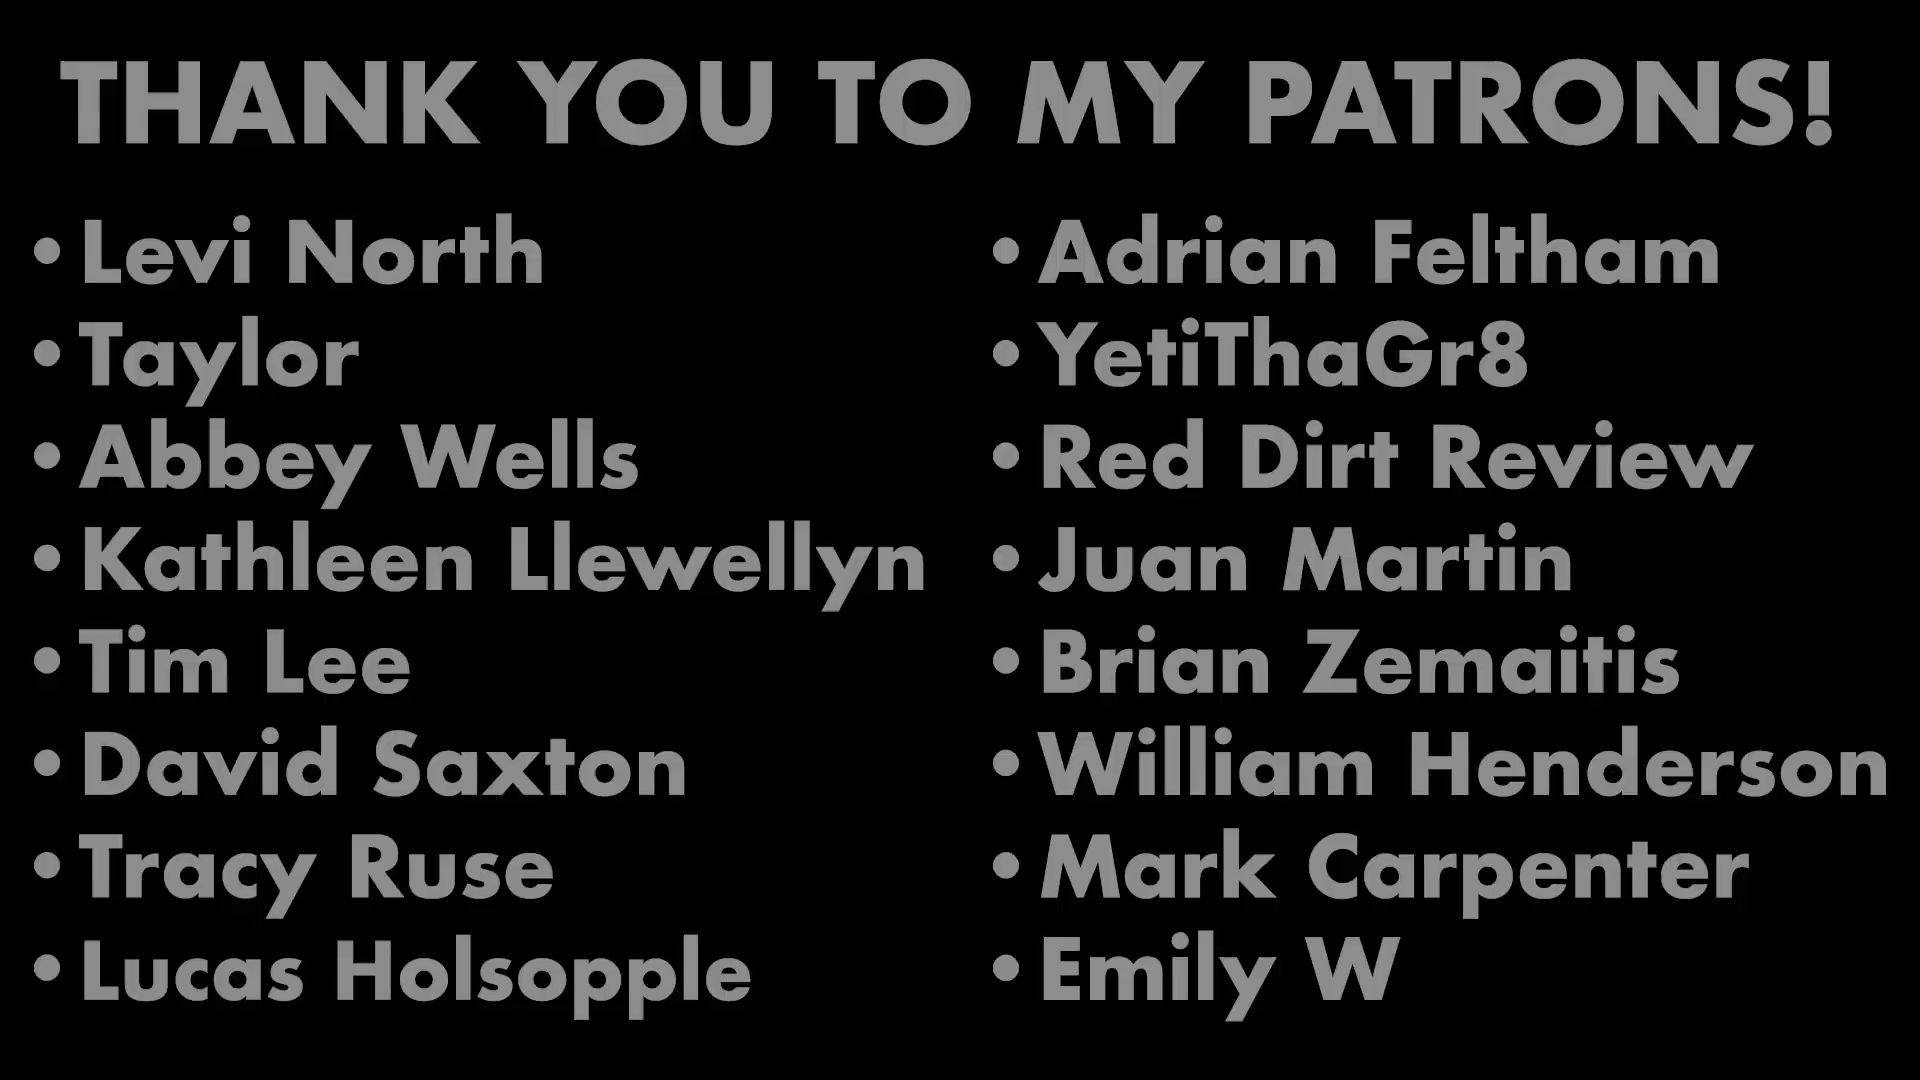 THANK YOU TO MY PATRONS!
• Levi North
• Taylor
• Abbey Wells
• Kathleen Llewellyn
• Tim Lee
• David Saxton
• Tracy Ruse
• Lucas Holsopple
• Adrian Feltham
• YetiThaGr8
• Red Dirt Review
• Juan Martin
• Brian Zemaitis
• William Henderson
• Mark Carpenter
• Emily W